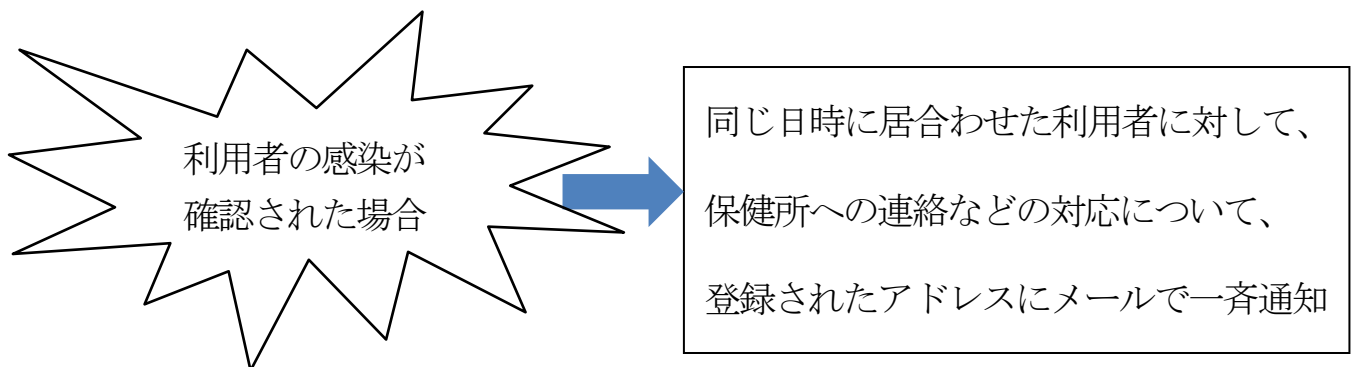 利用者の感染が
確認された場合
同じ日時に居合わせた利用者に対して、
保健所への連絡などの対応について、
登録されたアドレスにメールで一斉通知